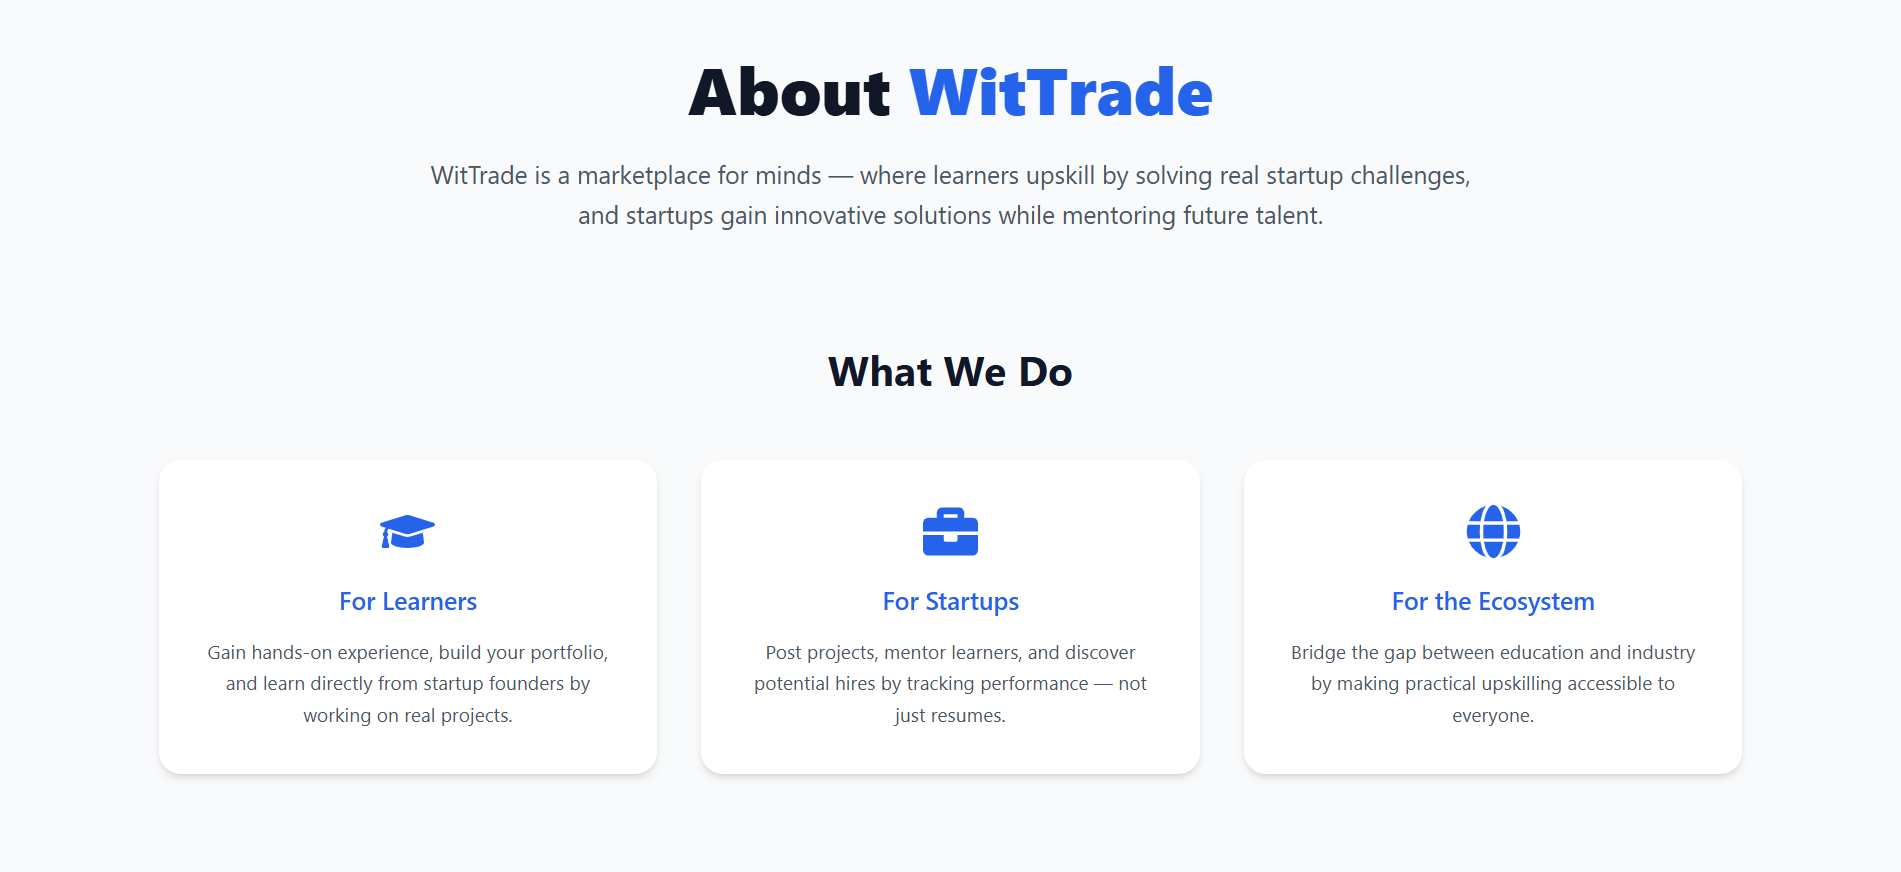 About WitTrade
WitTrade is a marketplace for minds — where learners upskill by solving real startup challenges,
and startups gain innovative solutions while mentoring future talent.
What We Do
For Learners
Gain hands-on experience, build your portfolio,
and learn directly from startup founders by
working on real projects.
For Startups
Post projects, mentor learners, and discover
potential hires by tracking performance — not
just resumes.
For the Ecosystem
Bridge the gap between education and industry
by making practical upskilling accessible to
everyone.